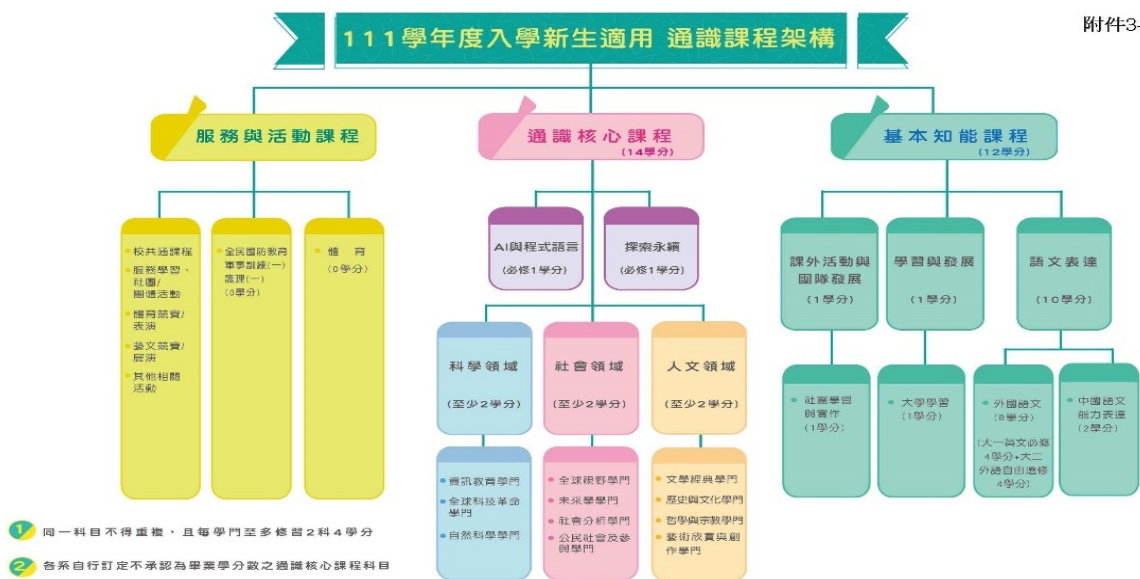 附件3-
111學年度入學新生適用 通識課程架構
服務與活動課程
通識核心課程
(14學分)
基本知能課程
(12學分)
校共通課程
服務學習、
社團/
團體活動
體育競賽/
表演
藝文競賽/
展演
其他相關
活動
全民國防教育
軍事訓練(一)
護理(一)
(0學分)
體 育
(0學分)
AI與程式語言
(必修1學分)
探索永續
(必修1學分)
課外活動與
團隊發展
(1學分)
學習與發展
(1學分)
語文表達
(10學分)
科學領域
(至少2學分)
社會領域
(至少2學分)
人文領域
(至少2學分)
社團學習
與實作
(1學分)
大學學習
(1學分)
外國語文
(8學分)
(大一英文必修
4學分+大二
外語自由選修
4學分)
中國語文
能力表達
(2學分)
資訊教育學門
全球科技革命
學門
自然科學學門
全球視野學門
未來學學門
社會分析學門
公民社會及參
與學門
文學經典學門
歷史與文化學門
哲學與宗教學門
藝術欣賞與創
作學門
1 同一科目不得重複，且每學門至多修習2科4學分
2 各系自行訂定不承認為畢業學分數之通識核心課程科目